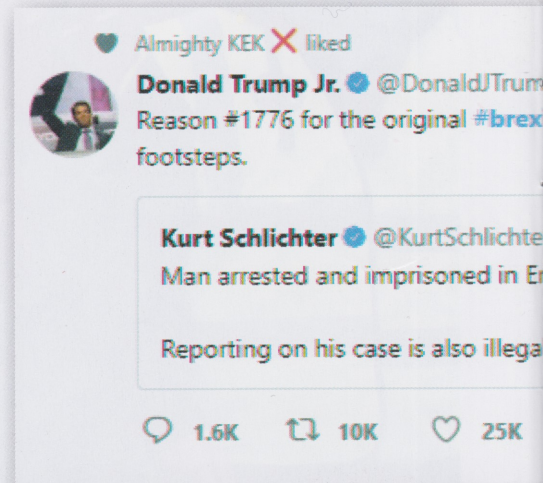 Almighty KEK ❌ liked
Donald Trump Jr. @DonaldJTrum
Reason #1776 for the original #brex
footsteps.
Kurt Schlichter @KurtSchlichte
Man arrested and imprisoned in En
Reporting on his case is also illega
1.6K 10K 25K